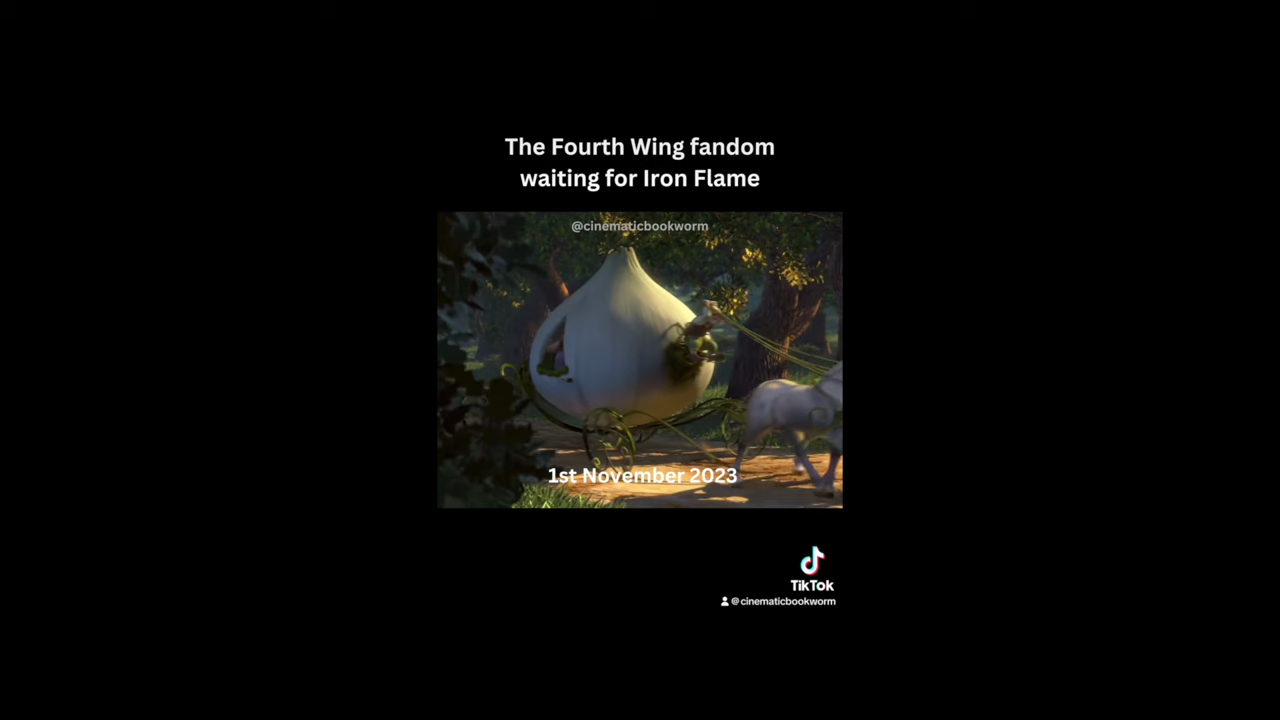 The Fourth Wing fandom
waiting for Iron Flame
@cinematicbookworm
1st November 2023
TikTok
@cinematicbookworm